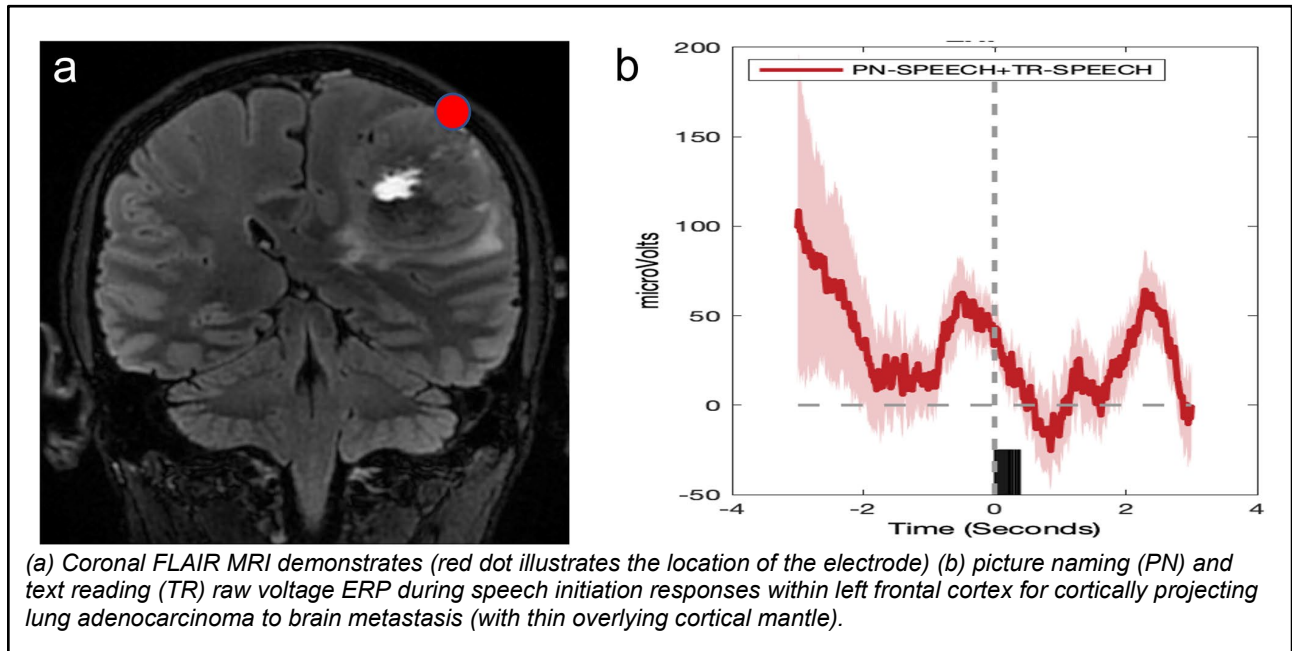 a
b
200
PN-SPEECH+TR-SPEECH
150
100
microVolts
50
0
-50
-4
-2
0
2
4
Time (Seconds)
(a) Coronal FLAIR MRI demonstrates (red dot illustrates the location of the electrode) (b) picture naming (PN) and
text reading (TR) raw voltage ERP during speech initiation responses within left frontal cortex for cortically projecting
lung adenocarcinoma to brain metastasis (with thin overlying cortical mantle).